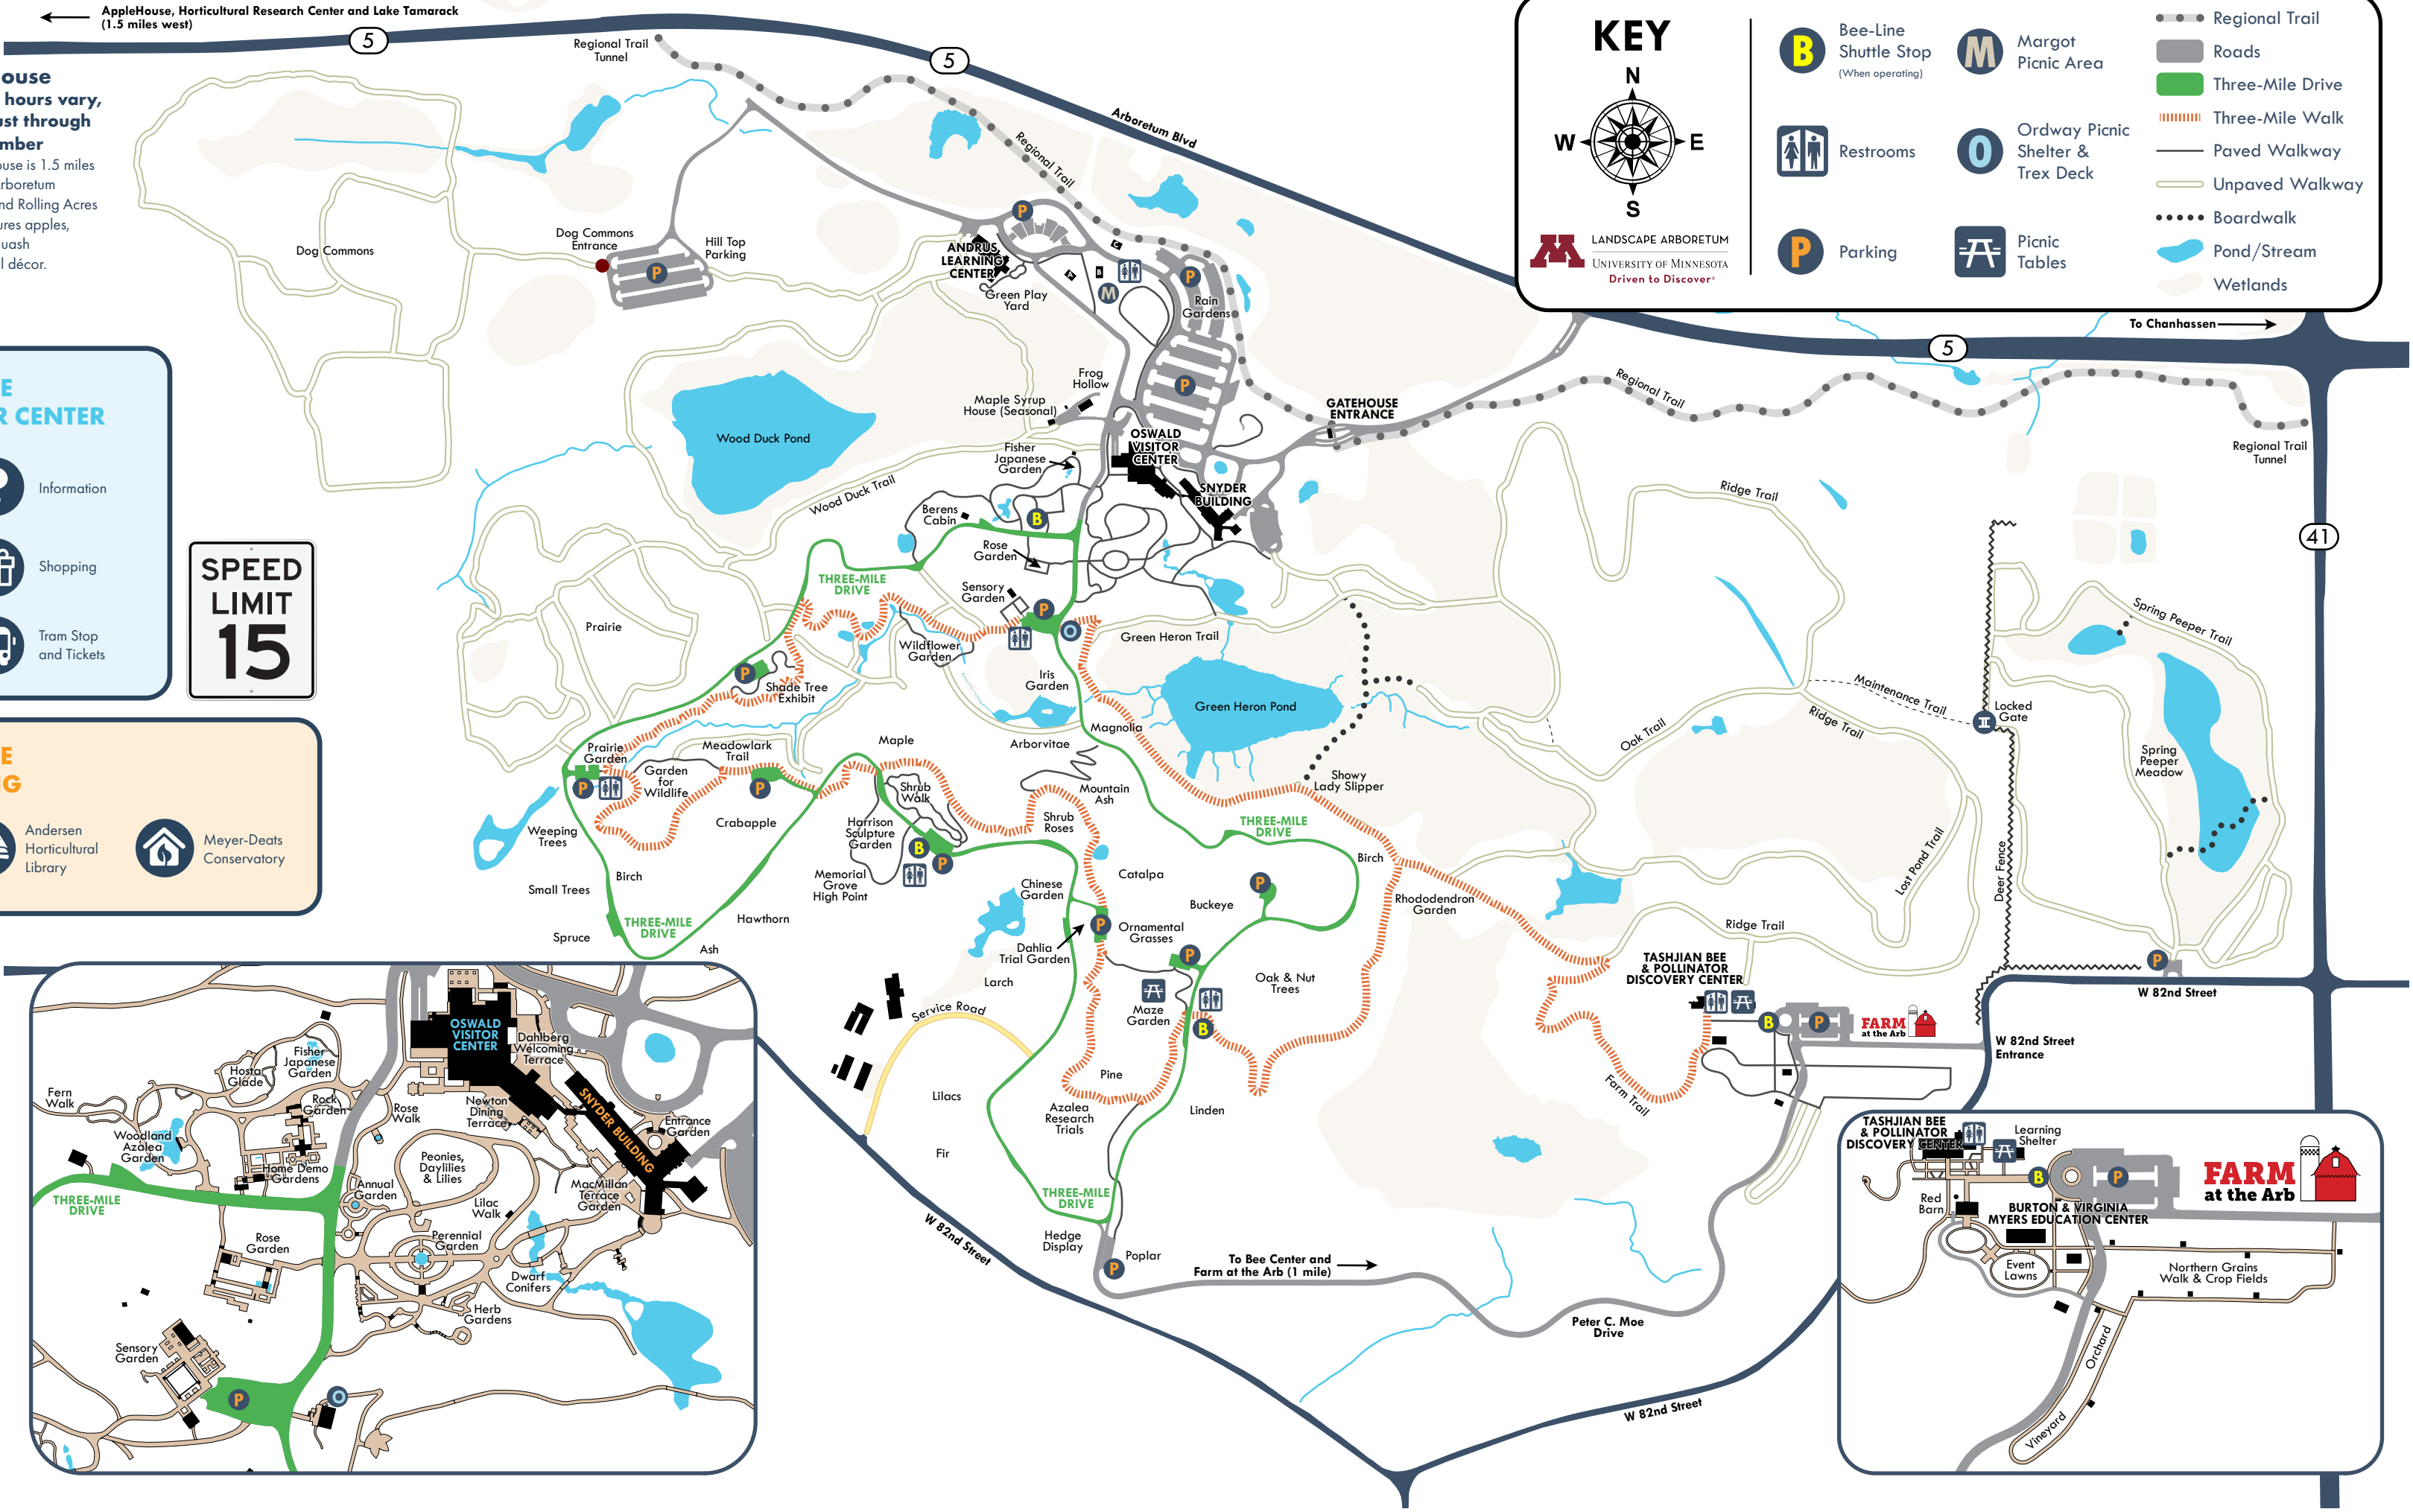 AppleHouse, Horticultural Research Center and Lake Tamarack
(1.5 miles west)
5
5
Regional Trail
Tunnel
Arboretum Blvd
Regional Trail
ouse
hours vary,
ust through
mber
ouse is 1.5 miles
rboretum
nd Rolling Acres
ures apples,
uash
l décor.
KEY
N
W
E
S
LANDSCAPE ARBORETUM
UNIVERSITY OF MINNESOTA
Driven to Discover®
B
Bee-Line
Shuttle Stop
(When operating)
Restrooms
P
Parking
M
Margot
Picnic Area
O
Ordway Picnic
Shelter &
Trex Deck
Picnic
Tables
Regional Trail
Roads
Three-Mile Drive
Three-Mile Walk
Paved Walkway
Unpaved Walkway
Boardwalk
Pond/Stream
Wetlands
To Chanhassen
5
41
Regional Trail
Regional Trail
Tunnel
Dog Commons
Dog Commons
Entrance
P
Hill Top
Parking
P
ANDRUS
LEARNING
CENTER
Green Play
Yard
A
B
C
M
P
Rain
Gardens
P
Frog
Hollow
Maple Syrup
House (Seasonal)
GATEHOUSE
ENTRANCE
OSWALD
VISITOR
CENTER
Fisher
Japanese
Garden
SNYDER
BUILDING
Wood Duck Pond
Wood Duck Trail
Berens
Cabin
B
Rose
Garden
THREE-MILE
DRIVE
Sensory
Garden
P
O
Green Heron Trail
Wildflower
Garden
Iris
Garden
Green Heron Pond
Prairie
P
Shade Tree
Exhibit
Magnolia
Arborvitae
Maple
Meadowlark
Trail
Prairie
Garden
P
Garden
for
Wildlife
P
Shrub
Walk
Mountain
Ash
Showy
Lady Slipper
Crabapple
Harrison
Sculpture
Garden
Shrub
Roses
THREE-MILE
DRIVE
Weeping
Trees
B
P
Birch
Small Trees
Birch
Memorial
Grove
High Point
Chinese
Garden
Catalpa
P
Buckeye
Rhododendron
Garden
Hawthorn
THREE-MILE
DRIVE
Spruce
Ash
P
Ornamental
Grasses
Dahlia
Trial Garden
P
Oak & Nut
Trees
Larch
Maze
Garden
B
Service Road
Pine
Lilacs
Azalea
Research
Trials
Linden
Fir
THREE-MILE
DRIVE
Hedge
Display
Poplar
P
To Bee Center and
Farm at the Arb (1 mile)
Peter C. Moe
Drive
W 82nd Street
W 82nd Street
Ridge Trail
Oak Trail
Ridge Trail
Maintenance Trail
Locked
Gate
Spring Peeper Trail
Spring
Peeper
Meadow
Lost Pond Trail
Deer Fence
Ridge Trail
P
W 82nd Street
TASHJIAN BEE
& POLLINATOR
DISCOVERY CENTER
B
P
FARM
at the Arb
W 82nd Street
Entrance
Farm Trail
E
R CENTER
Information
Shopping
Tram Stop
and Tickets
SPEED
LIMIT
15
E
G
Andersen
Horticultural
Library
Meyer-Deats
Conservatory
OSWALD
VISITOR
CENTER
Dahlberg
Welcoming
Terrace
Fisher
Japanese
Garden
Hosta
Glade
Fern
Walk
Rock
Garden
Rose
Walk
Newton
Dining
Terrace
SNYDER BUILDING
Entrance
Garden
Woodland
Azalea
Garden
Home Demo
Gardens
Peonies,
Daylilies
& Lilies
Annual
Garden
MacMillan
Terrace
Garden
Lilac
Walk
THREE-MILE
DRIVE
Rose
Garden
Perennial
Garden
Dwarf
Conifers
Herb
Gardens
Sensory
Garden
P
O
TASHJIAN BEE
& POLLINATOR
DISCOVERY CENTER
Learning
Shelter
B
P
FARM
at the Arb
Red
Barn
BURTON & VIRGINIA
MYERS EDUCATION CENTER
Event
Lawns
Northern Grains
Walk & Crop Fields
Orchard
Vineyard